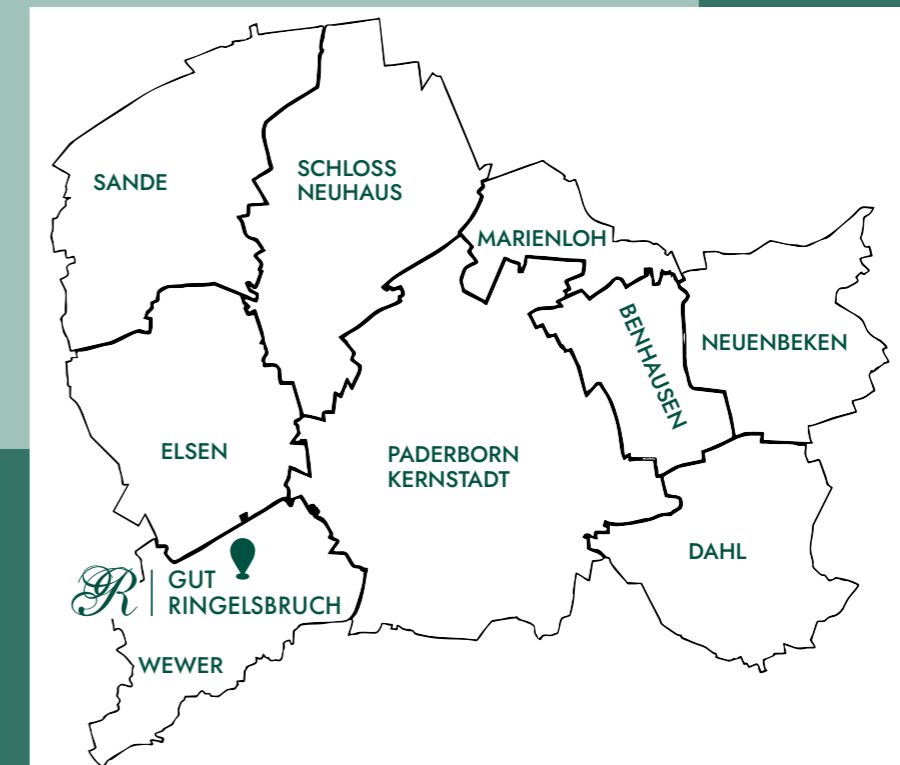 SANDE
SCHLOSS
NEUHAUS
MARIENLOH
BENHAUSEN
NEUENBEKEN
ELSEN
PADERBORN
KERNSTADT
DAHL
R
GUT
RINGELSBRUCH
WEWER